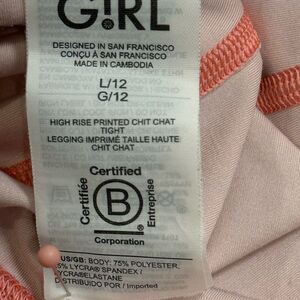 G!RL
DESIGNED IN SAN FRANCISCO
CONÇU À SAN FRANCISCO
MADE IN CAMBODIA
L/12
G/12
HIGH RISE PRINTED CHIT CHAT
TIGHT
LEGGING IMPRIMÉ TAILLE HAUTE
CHIT CHAT
Certified
Certifiée
B
Entreprise
Corporation
US/GB: BODY: 75% POLYESTER,
5% LYCRA® SPANDEX /
LYCRA®ELASTANE
DISTRIBUIDO POR / Imported